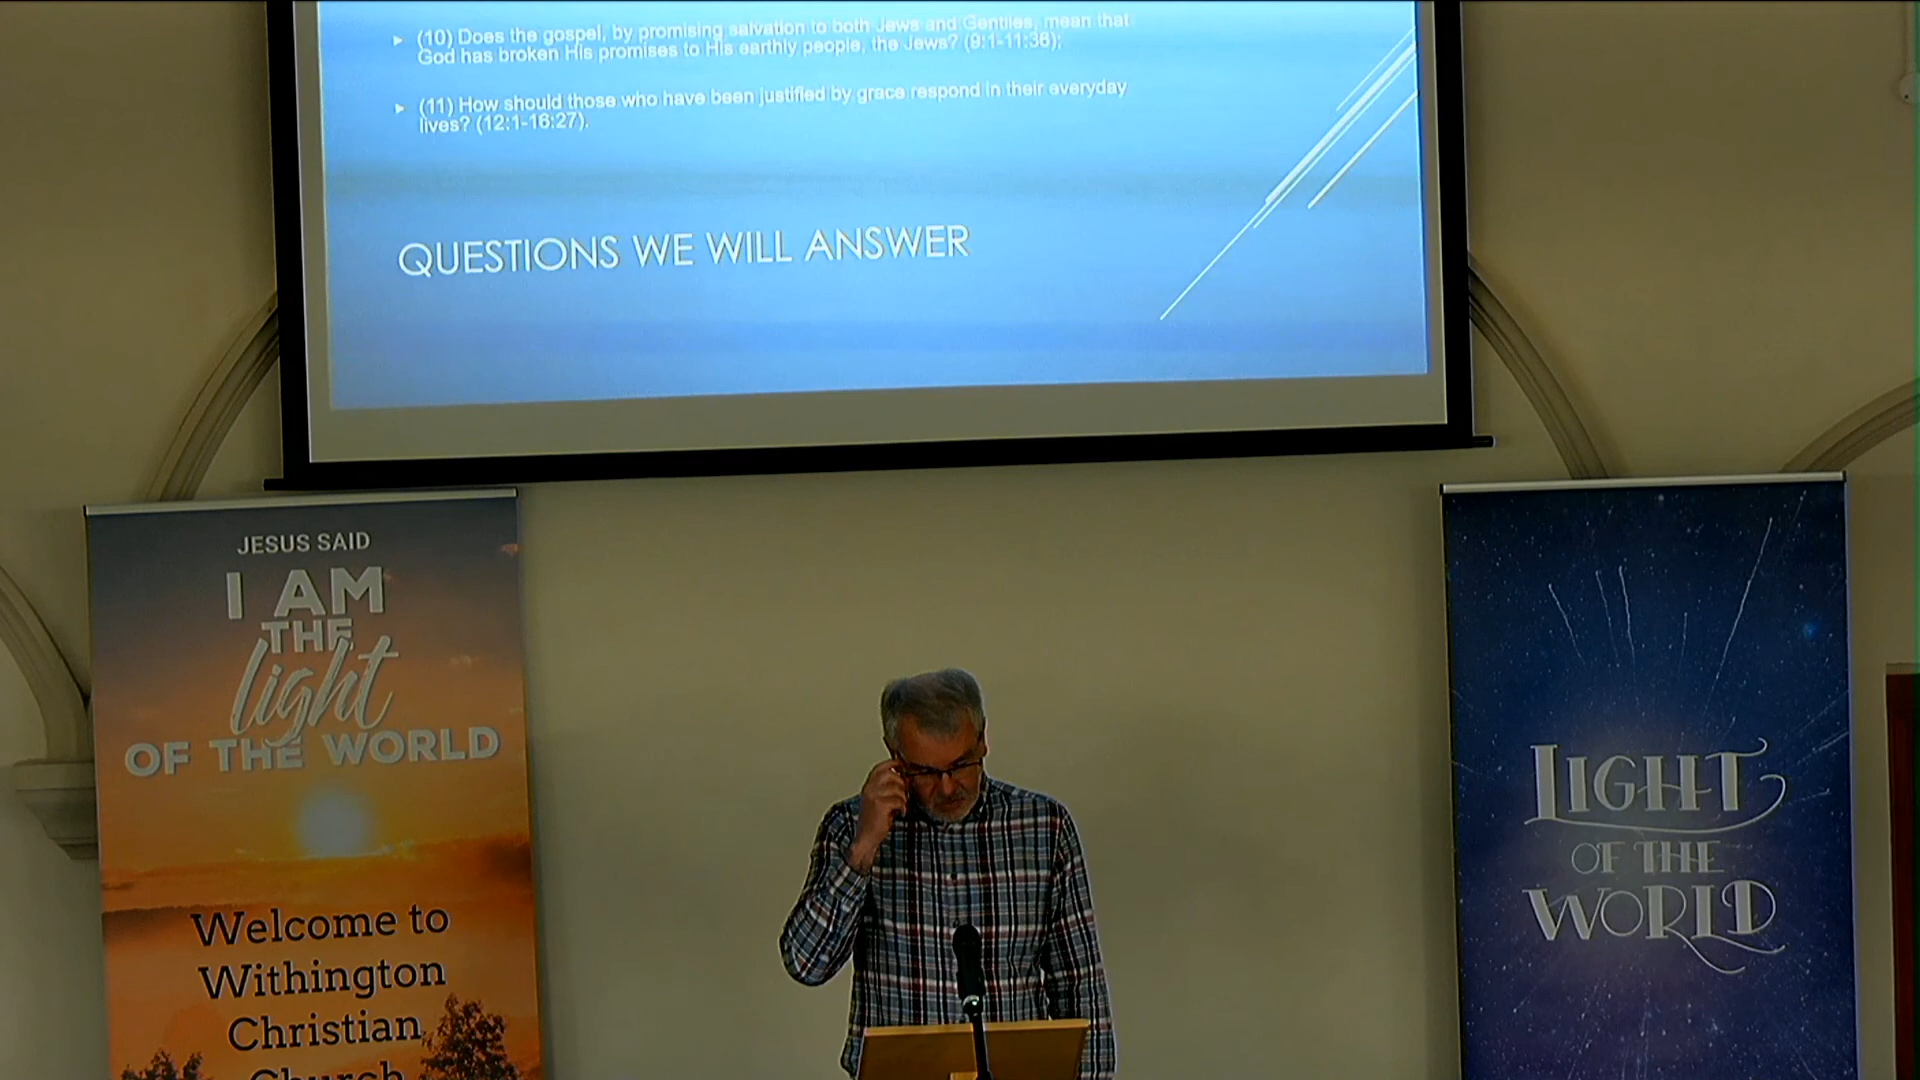 (10) Does the gospel, by promising salvation to both Jews and Gentiles, mean that
God has broken His promises to His earthly people, the Jews? (9:1-11:36);
(11) How should those who have been justified by grace respond in their everyday
lives? (12:1-16:27).
QUESTIONS WE WILL ANSWER
JESUS SAID
I AM
THE
light
OF THE WORLD
Welcome to
Withington
Christian
Church
LIGHT
OF THE
WORLD